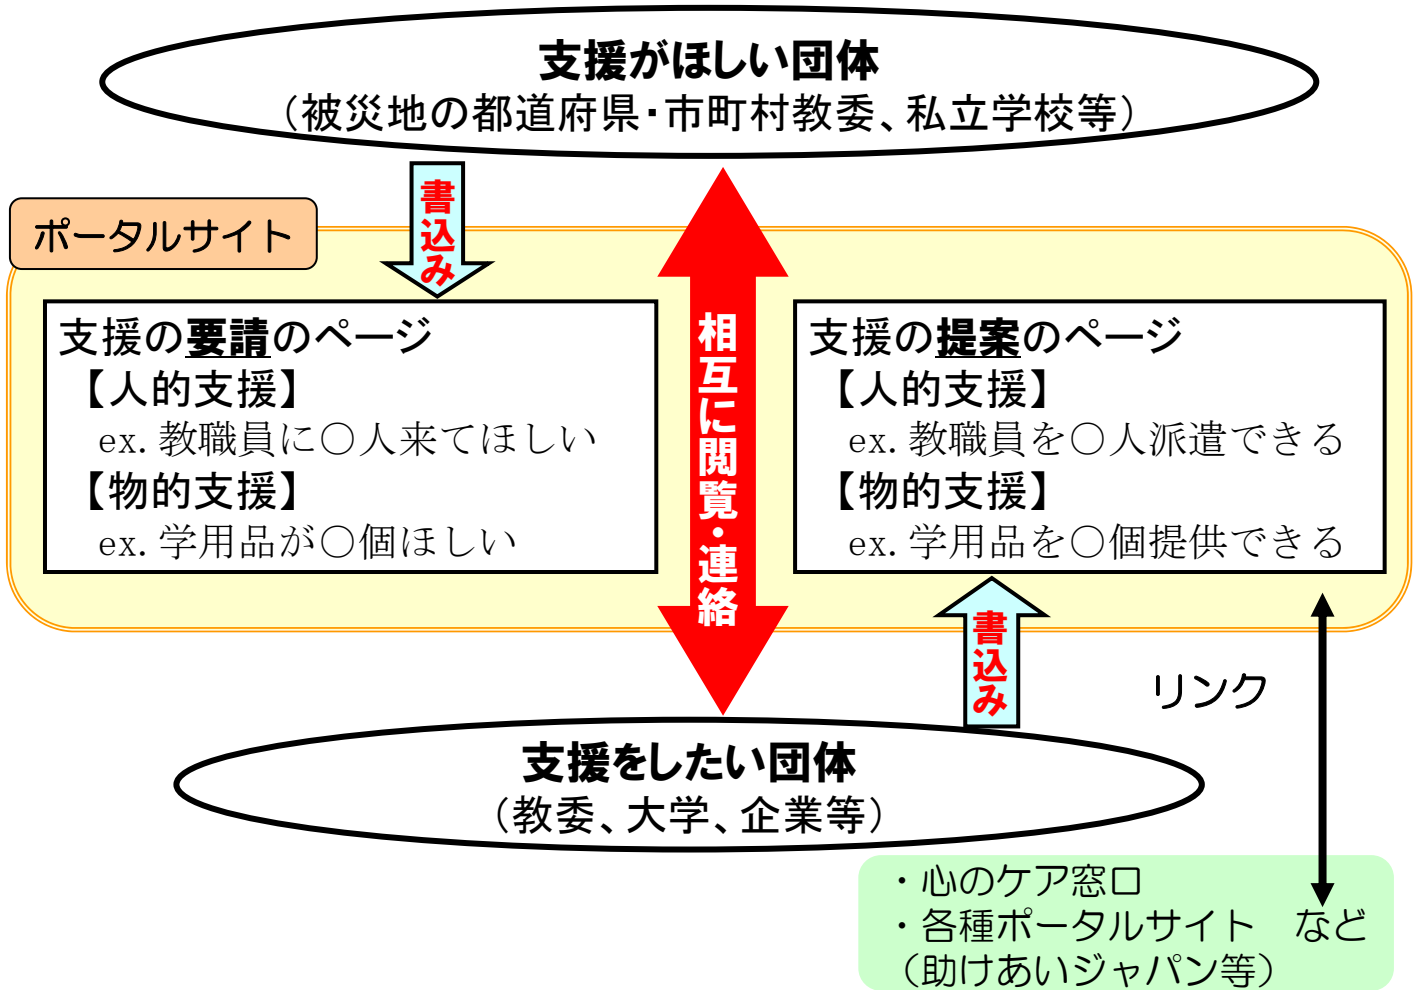 支援がほしい団体
（被災地の都道府県・市町村教委、私立学校等）
書込み
ポータルサイト
支援の要請のページ
【人的支援】
ex. 教職員に○人来てほしい
【物的支援】
ex. 学用品が○個ほしい
相互に閲覧・連絡
支援の提案のページ
【人的支援】
ex. 教職員を○人派遣できる
【物的支援】
ex. 学用品を○個提供できる
書込み
リンク
支援をしたい団体
（教委、大学、企業等）
・心のケア窓口
・各種ポータルサイト　など
（助けあいジャパン等）